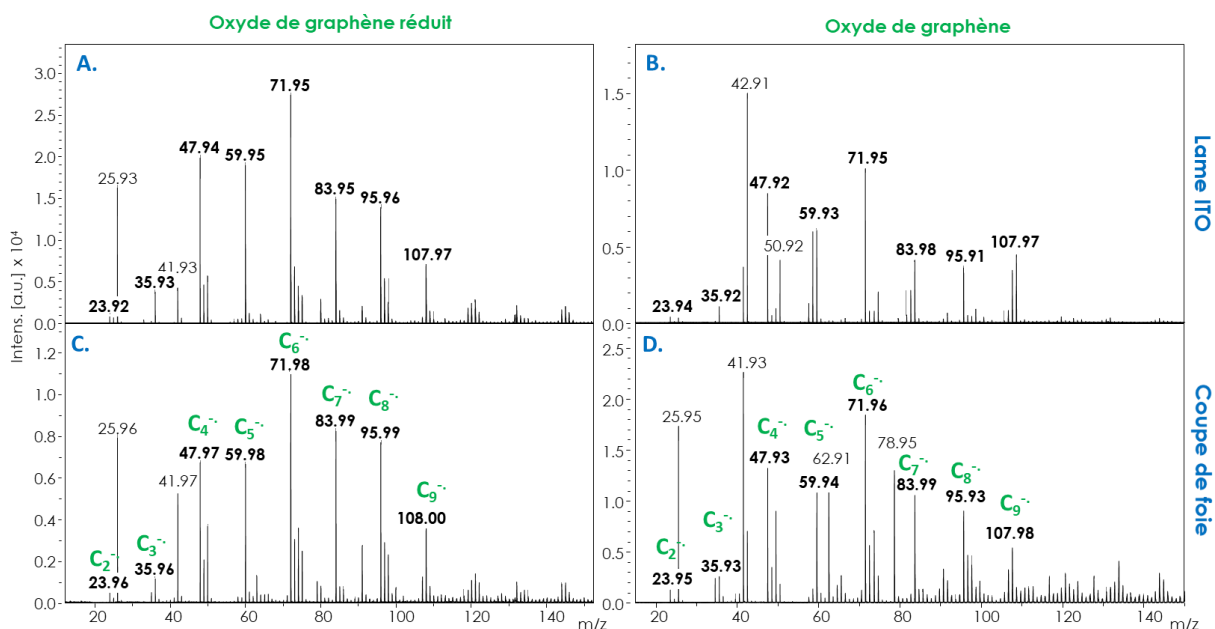 Oxyde de graphène réduit
Oxyde de graphène
A.
3.0
2.5
2.0
1.5
1.0
0.5
0.0
25.93
23.92
35.93
41.93
47.94
59.95
71.95
83.95
95.96
107.97
B.
1.5
1.0
0.5
0.0
23.94
35.92
42.91
47.92
50.92
59.93
71.95
83.98
95.91
107.97
Lame ITO
Intens. [a.u.] x 10⁴
C.
1.2
1.0
0.8
0.6
0.4
0.2
0.0
25.96
C₂⁻·
23.96
C₃⁻·
35.96
41.97
C₄⁻·
47.97
C₅⁻·
59.98
C₆⁻·
71.98
C₇⁻·
83.99
C₈⁻·
95.99
C₉⁻·
108.00
20 40 60 80 100 120 140 m/z
D.
2.5
2.0
1.5
1.0
0.5
0.0
25.95
C₂⁻·
23.95
C₃⁻·
35.93
41.93
C₄⁻·
47.93
C₅⁻·
59.94
62.91
C₆⁻·
71.96
78.95
C₇⁻·
83.99
C₈⁻·
95.93
C₉⁻·
107.98
20 40 60 80 100 120 140 m/z
Coupe de foie